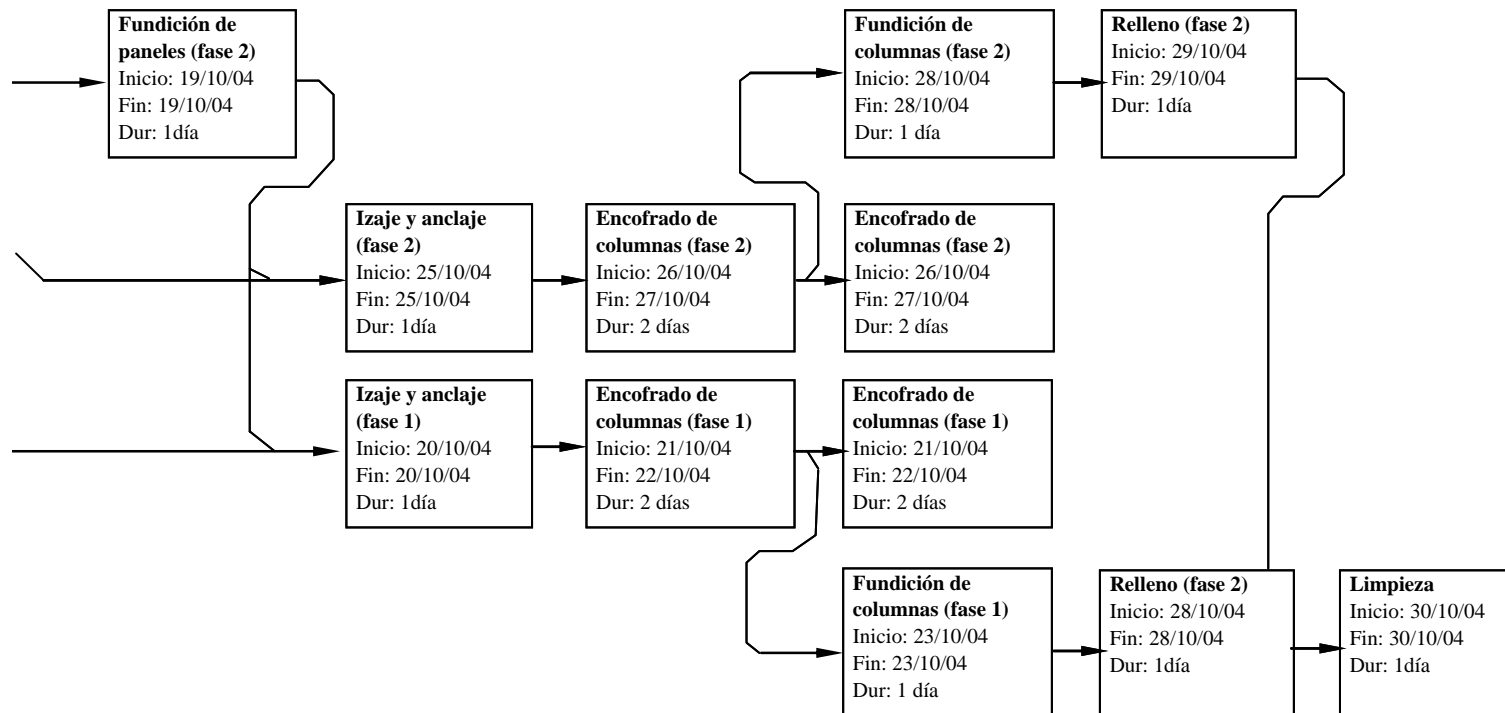 Fundición de
paneles (fase 2)
Inicio: 19/10/04
Fin: 19/10/04
Dur: 1día
Fundición de
columnas (fase 2)
Inicio: 28/10/04
Fin: 28/10/04
Dur: 1 día
Relleno (fase 2)
Inicio: 29/10/04
Fin: 29/10/04
Dur: 1día
Izaje y anclaje
(fase 2)
Inicio: 25/10/04
Fin: 25/10/04
Dur: 1día
Encofrado de
columnas (fase 2)
Inicio: 26/10/04
Fin: 27/10/04
Dur: 2 días
Encofrado de
columnas (fase 2)
Inicio: 26/10/04
Fin: 27/10/04
Dur: 2 días
Izaje y anclaje
(fase 1)
Inicio: 20/10/04
Fin: 20/10/04
Dur: 1día
Encofrado de
columnas (fase 1)
Inicio: 21/10/04
Fin: 22/10/04
Dur: 2 días
Encofrado de
columnas (fase 1)
Inicio: 21/10/04
Fin: 22/10/04
Dur: 2 días
Fundición de
columnas (fase 1)
Inicio: 23/10/04
Fin: 23/10/04
Dur: 1 día
Relleno (fase 2)
Inicio: 28/10/04
Fin: 28/10/04
Dur: 1día
Limpieza
Inicio: 30/10/04
Fin: 30/10/04
Dur: 1día